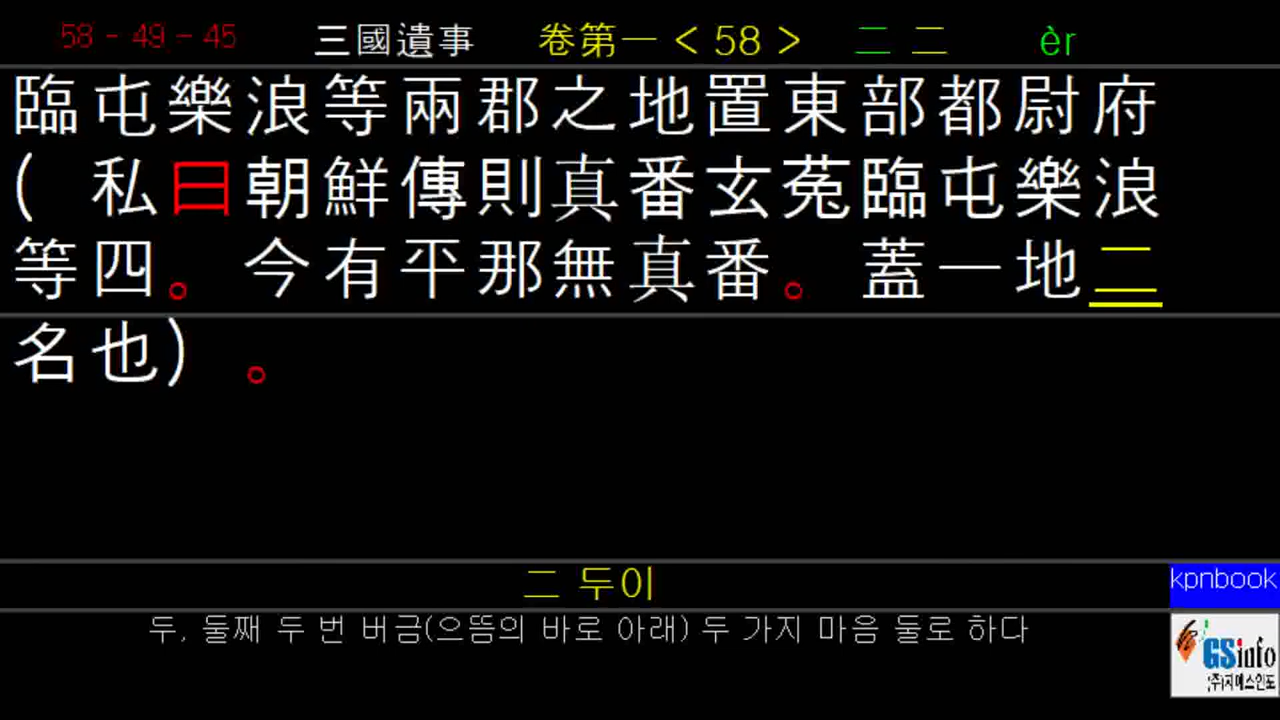 58 - 49 - 45 三國遺事 卷第一 < 58 > 二 二 èr
臨屯樂浪等兩郡之地置東部都尉府
( 私曰朝鮮傳則真番玄菟臨屯樂浪
等四。今有平那無真番。蓋一地二
名也) 。
二 두이
kpnbook
두, 둘째 두 번 버금(으뜸의 바로 아래) 두 가지 마음 둘로 하다
GSinfo
(주)지에스인포